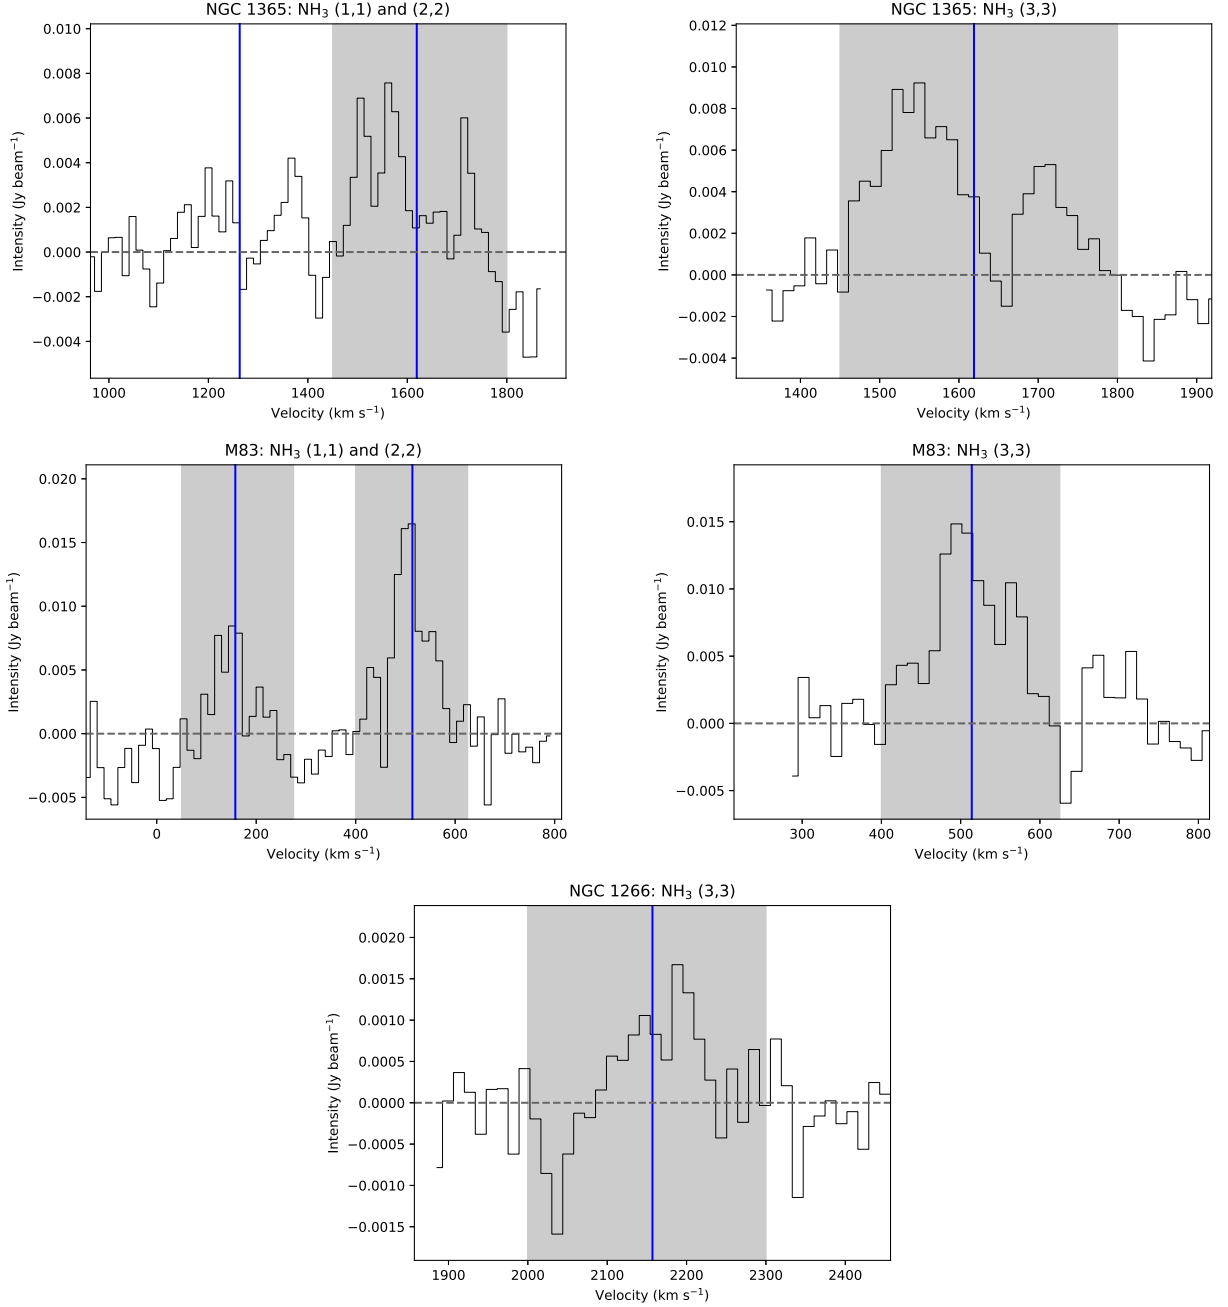 NGC 1365: NH₃ (1,1) and (2,2)
0.010
0.008
0.006
0.004
0.002
0.000
−0.002
−0.004
Intensity (Jy beam⁻¹)
1000 1200 1400 1600 1800
Velocity (km s⁻¹)
NGC 1365: NH₃ (3,3)
0.012
0.010
0.008
0.006
0.004
0.002
0.000
−0.002
−0.004
Intensity (Jy beam⁻¹)
1400 1500 1600 1700 1800 1900
Velocity (km s⁻¹)
M83: NH₃ (1,1) and (2,2)
0.020
0.015
0.010
0.005
0.000
−0.005
Intensity (Jy beam⁻¹)
0 200 400 600 800
Velocity (km s⁻¹)
M83: NH₃ (3,3)
0.015
0.010
0.005
0.000
−0.005
Intensity (Jy beam⁻¹)
300 400 500 600 700 800
Velocity (km s⁻¹)
NGC 1266: NH₃ (3,3)
0.0020
0.0015
0.0010
0.0005
0.0000
−0.0005
−0.0010
−0.0015
Intensity (Jy beam⁻¹)
1900 2000 2100 2200 2300 2400
Velocity (km s⁻¹)